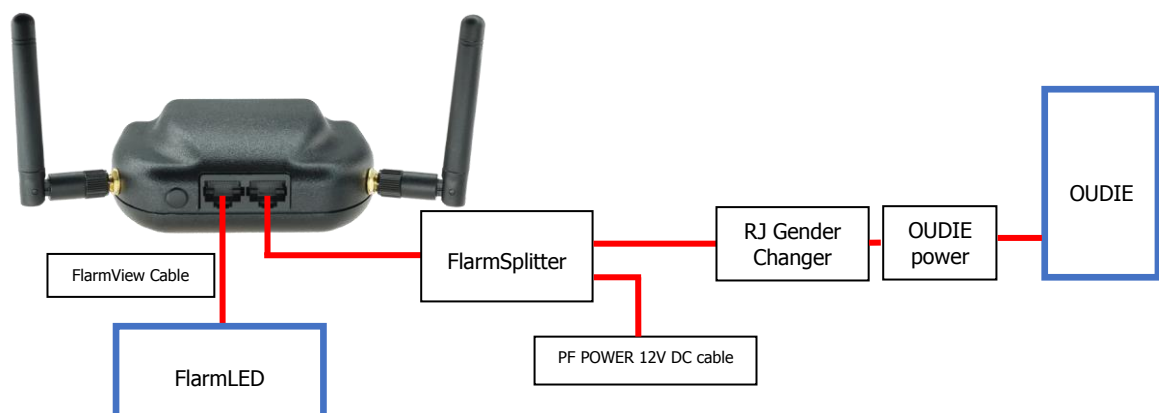 OUDIE
RJ Gender
Changer
OUDIE
power
FlarmSplitter
FlarmView Cable
PF POWER 12V DC cable
FlarmLED